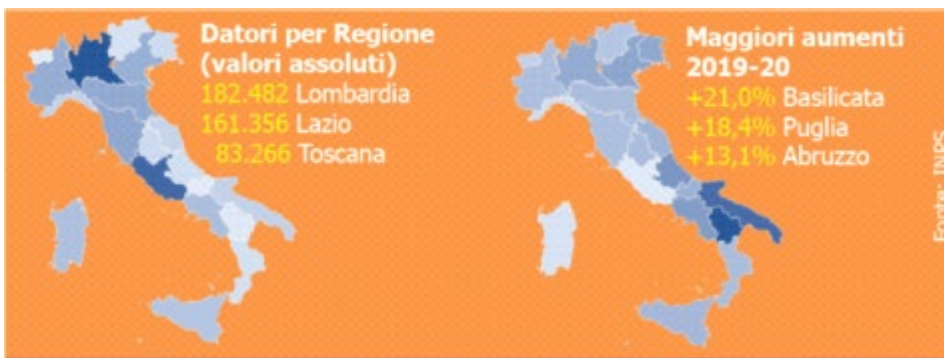 Datori per Regione
(valori assoluti)
182.482 Lombardia
161.356 Lazio
83.266 Toscana
Maggiori aumenti
2019-20
+21,0% Basilicata
+18,4% Puglia
+13,1% Abruzzo
Fonte: INPS